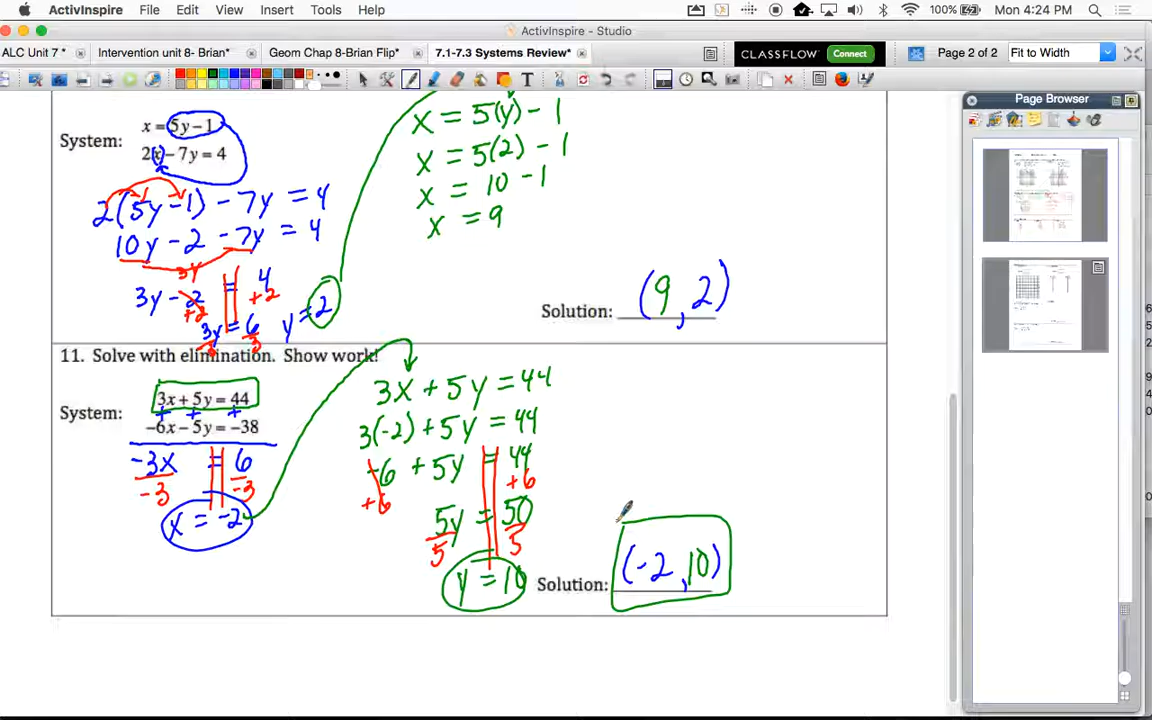 ActivInspire File Edit View Insert Tools Help 100% Mon 4:24 PM
ActivInspire - Studio
ALC Unit 7 * Intervention unit 8- Brian* Geom Chap 8-Brian Flip* 7.1-7.3 Systems Review* CLASSFLOW Connect Page 2 of 2 Fit to Width
Page Browser
System:
x = 5y − 1
2(x) − 7y = 4
2(5y − 1) − 7y = 4
10y − 2 − 7y = 4
3y
3y − 2 = 4
+2 +2
3y = 6
3 3
y = 2
x = 5(y) − 1
x = 5(2) − 1
x = 10 − 1
x = 9
Solution: (9, 2)
11. Solve with elimination. Show work!
System:
3x + 5y = 44
+ + +
−6x − 5y = −38
−3x = 6
−3 −3
x = −2
3x + 5y = 44
3(−2) + 5y = 44
−6 + 5y = 44
+6 +6
5y = 50
5 5
y = 10
Solution: (−2, 10)